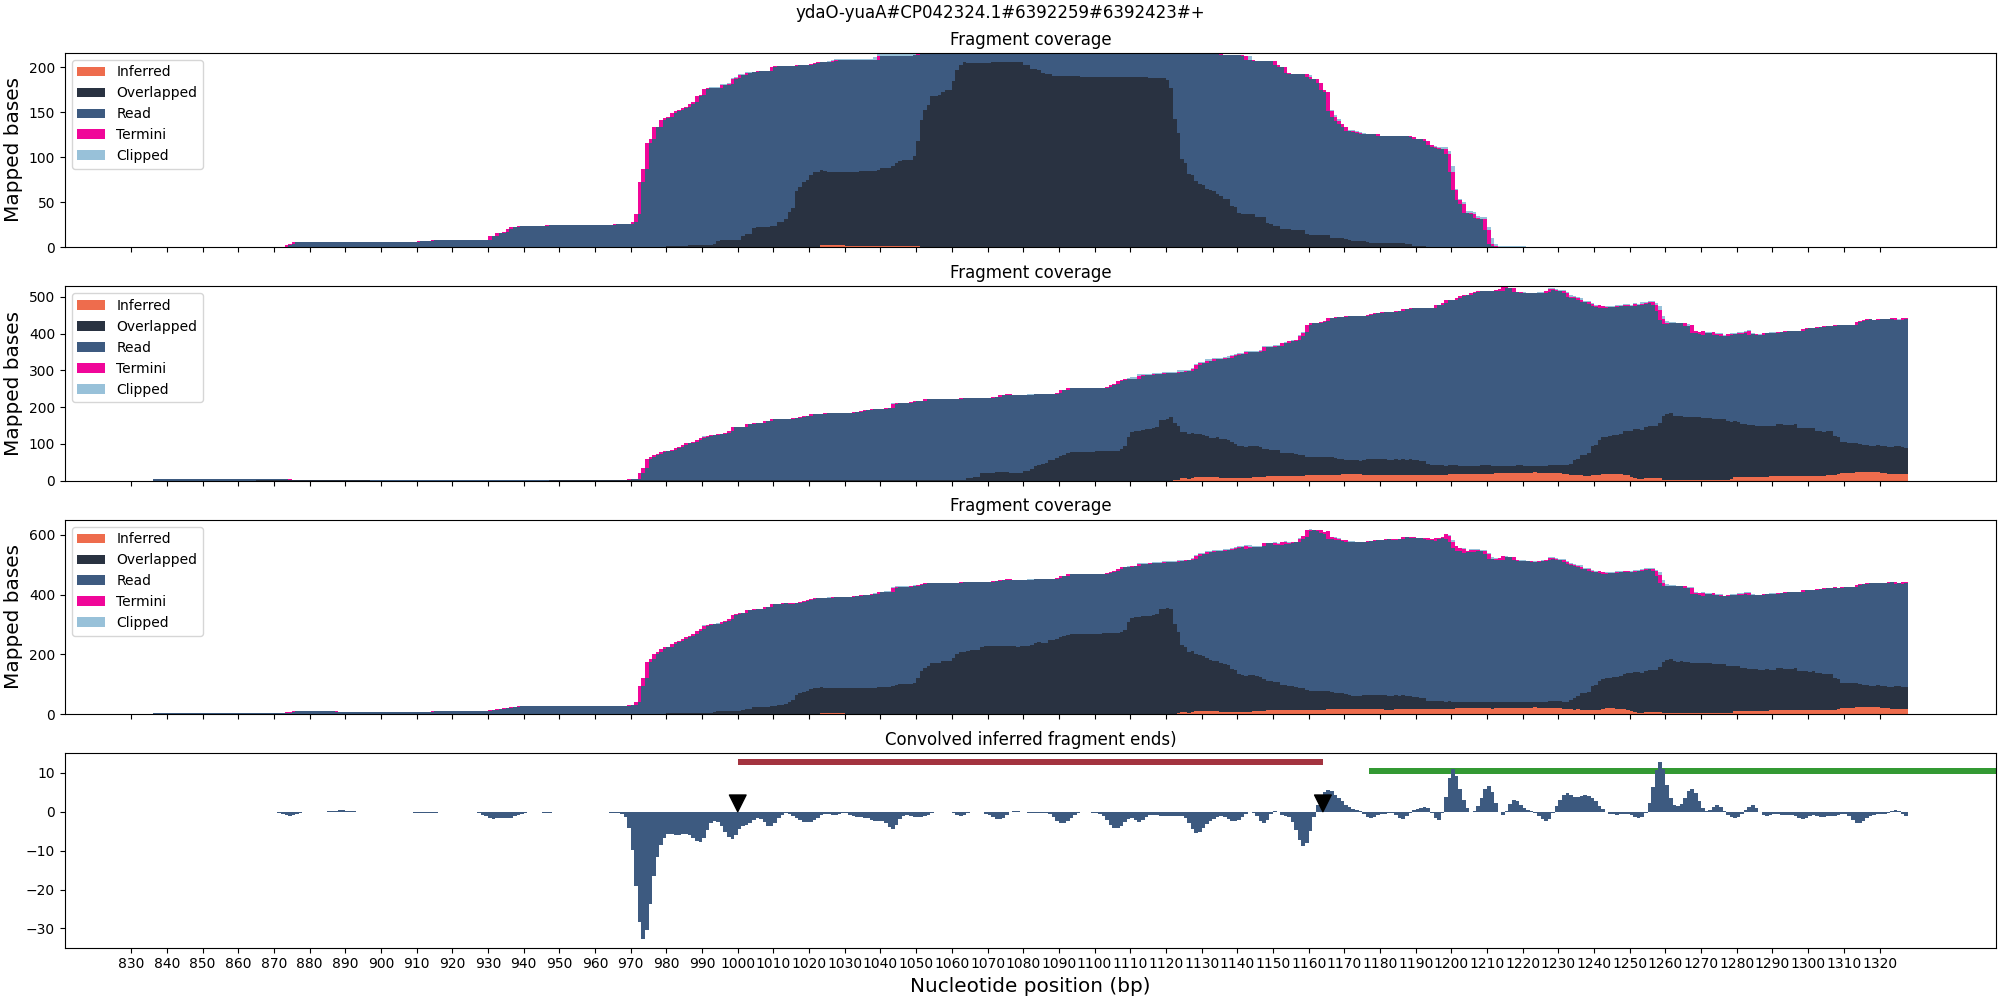 ydaO-yuaA#CP042324.1#6392259#6392423#+
Fragment coverage
Mapped bases
200
150
100
50
0
Inferred
Overlapped
Read
Termini
Clipped
Fragment coverage
Mapped bases
500
400
300
200
100
0
Inferred
Overlapped
Read
Termini
Clipped
Fragment coverage
Mapped bases
600
400
200
0
Inferred
Overlapped
Read
Termini
Clipped
Convolved inferred fragment ends)
10
0
−10
−20
−30
830 840 850 860 870 880 890 900 910 920 930 940 950 960 970 980 990 1000 1010 1020 1030 1040 1050 1060 1070 1080 1090 1100 1110 1120 1130 1140 1150 1160 1170 1180 1190 1200 1210 1220 1230 1240 1250 1260 1270 1280 1290 1300 1310 1320
Nucleotide position (bp)